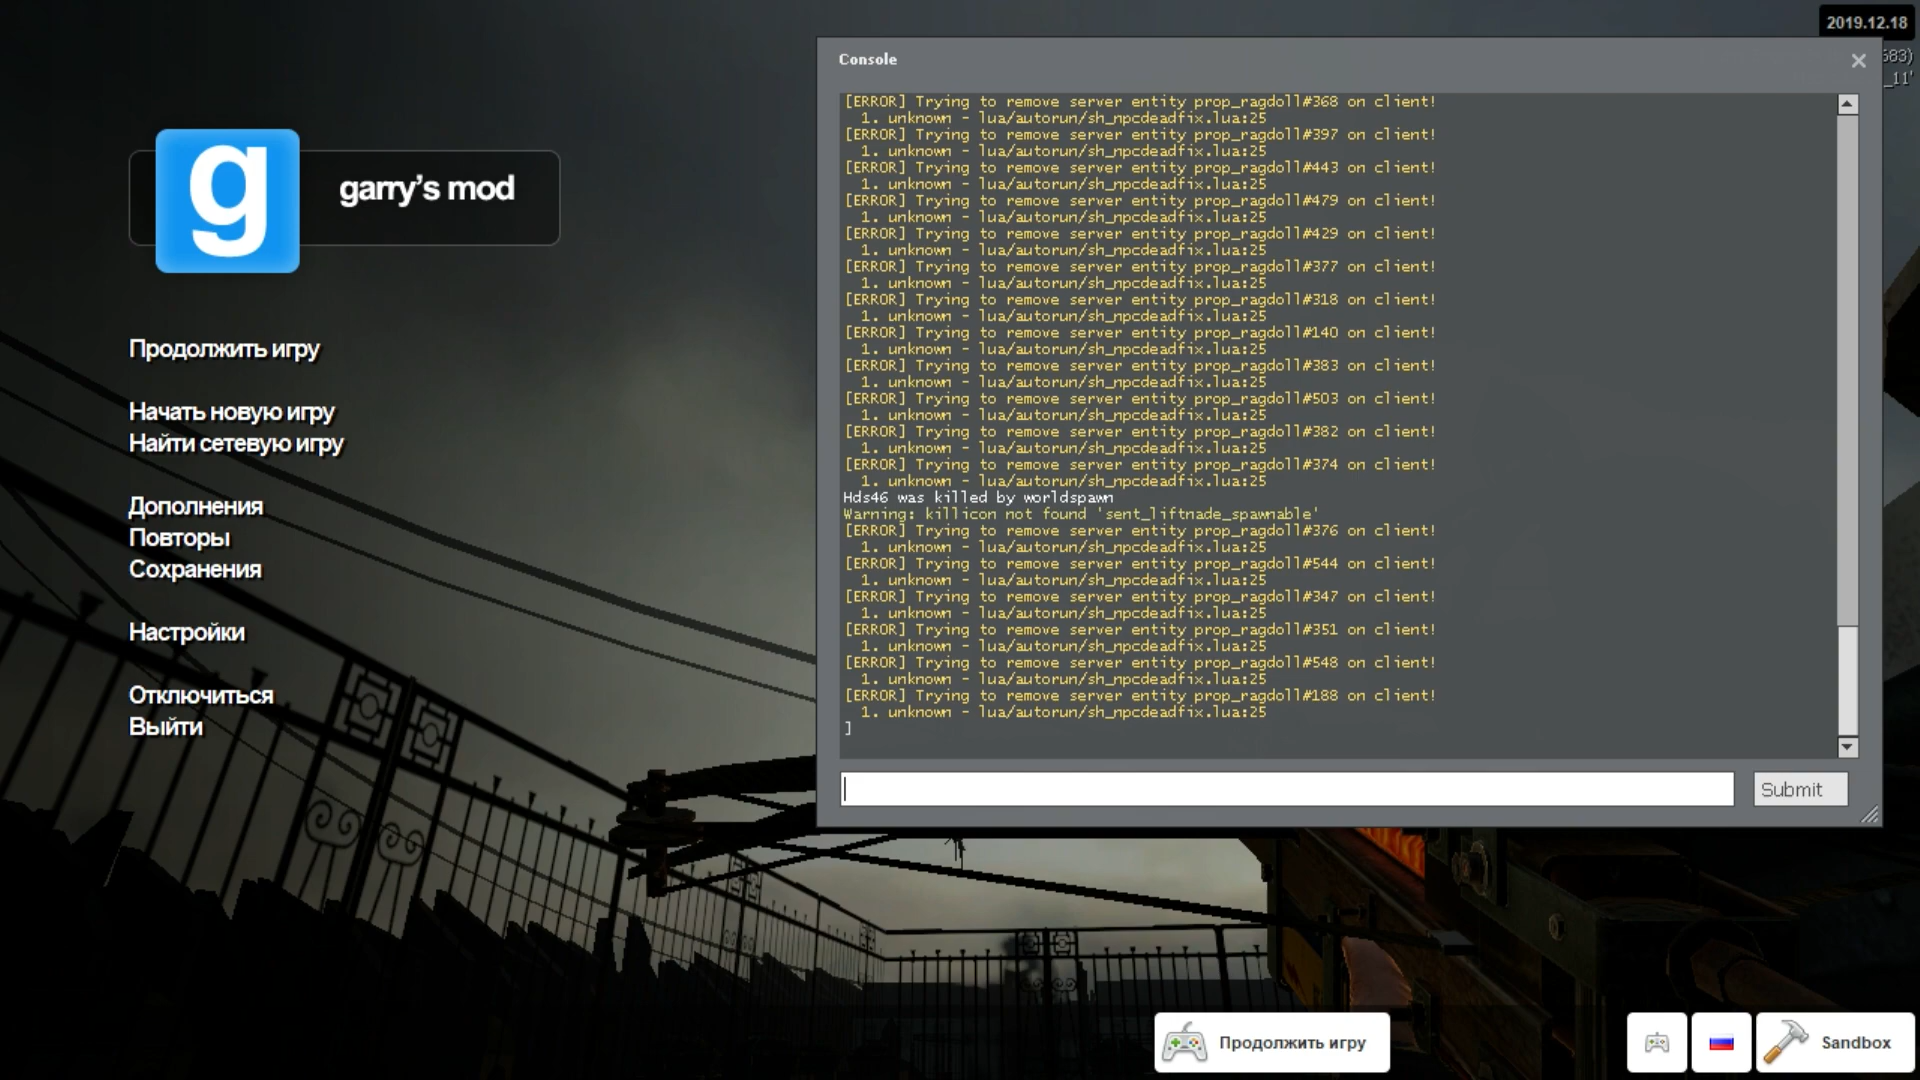 2019.12.18
683)
_11'
g
garry's mod
Продолжить игру
Начать новую игру
Найти сетевую игру
Дополнения
Повторы
Сохранения
Настройки
Отключиться
Выйти
Console
[ERROR] Trying to remove server entity prop_ragdoll#368 on client!
1. unknown - lua/autorun/sh_npcdeadfix.lua:25
[ERROR] Trying to remove server entity prop_ragdoll#397 on client!
1. unknown - lua/autorun/sh_npcdeadfix.lua:25
[ERROR] Trying to remove server entity prop_ragdoll#443 on client!
1. unknown - lua/autorun/sh_npcdeadfix.lua:25
[ERROR] Trying to remove server entity prop_ragdoll#479 on client!
1. unknown - lua/autorun/sh_npcdeadfix.lua:25
[ERROR] Trying to remove server entity prop_ragdoll#429 on client!
1. unknown - lua/autorun/sh_npcdeadfix.lua:25
[ERROR] Trying to remove server entity prop_ragdoll#377 on client!
1. unknown - lua/autorun/sh_npcdeadfix.lua:25
[ERROR] Trying to remove server entity prop_ragdoll#318 on client!
1. unknown - lua/autorun/sh_npcdeadfix.lua:25
[ERROR] Trying to remove server entity prop_ragdoll#140 on client!
1. unknown - lua/autorun/sh_npcdeadfix.lua:25
[ERROR] Trying to remove server entity prop_ragdoll#383 on client!
1. unknown - lua/autorun/sh_npcdeadfix.lua:25
[ERROR] Trying to remove server entity prop_ragdoll#503 on client!
1. unknown - lua/autorun/sh_npcdeadfix.lua:25
[ERROR] Trying to remove server entity prop_ragdoll#382 on client!
1. unknown - lua/autorun/sh_npcdeadfix.lua:25
[ERROR] Trying to remove server entity prop_ragdoll#374 on client!
1. unknown - lua/autorun/sh_npcdeadfix.lua:25
Hds46 was killed by worldspawn
Warning: killicon not found 'sent_liftnade_spawnable'
[ERROR] Trying to remove server entity prop_ragdoll#376 on client!
1. unknown - lua/autorun/sh_npcdeadfix.lua:25
[ERROR] Trying to remove server entity prop_ragdoll#544 on client!
1. unknown - lua/autorun/sh_npcdeadfix.lua:25
[ERROR] Trying to remove server entity prop_ragdoll#347 on client!
1. unknown - lua/autorun/sh_npcdeadfix.lua:25
[ERROR] Trying to remove server entity prop_ragdoll#351 on client!
1. unknown - lua/autorun/sh_npcdeadfix.lua:25
[ERROR] Trying to remove server entity prop_ragdoll#548 on client!
1. unknown - lua/autorun/sh_npcdeadfix.lua:25
[ERROR] Trying to remove server entity prop_ragdoll#188 on client!
1. unknown - lua/autorun/sh_npcdeadfix.lua:25
]
Submit
Продолжить игру
Sandbox